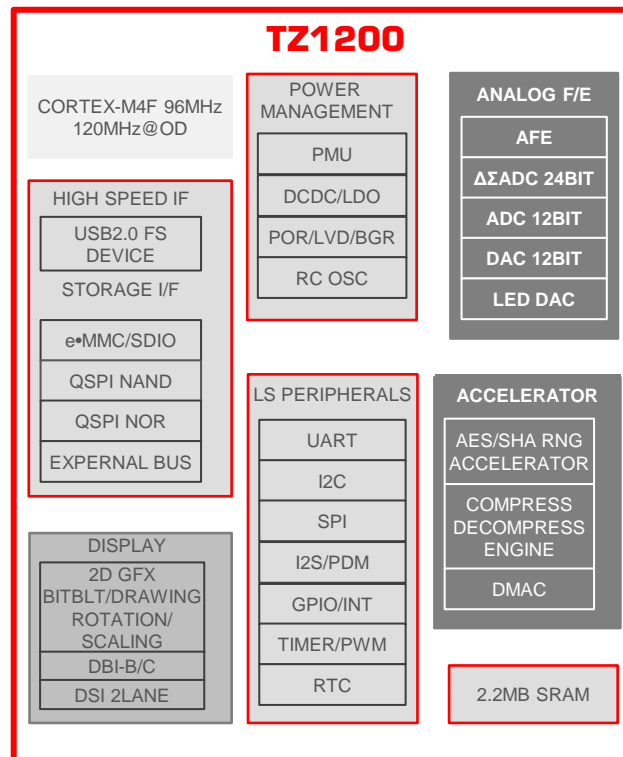 TZ1200
CORTEX-M4F 96MHz
120MHz@OD
HIGH SPEED IF
USB2.0 FS
DEVICE
STORAGE I/F
e•MMC/SDIO
QSPI NAND
QSPI NOR
EXPERNAL BUS
DISPLAY
2D GFX
BITBLT/DRAWING
ROTATION/
SCALING
DBI-B/C
DSI 2LANE
POWER
MANAGEMENT
PMU
DCDC/LDO
POR/LVD/BGR
RC OSC
LS PERIPHERALS
UART
I2C
SPI
I2S/PDM
GPIO/INT
TIMER/PWM
RTC
ANALOG F/E
AFE
ΔΣADC 24BIT
ADC 12BIT
DAC 12BIT
LED DAC
ACCELERATOR
AES/SHA RNG
ACCELERATOR
COMPRESS
DECOMPRESS
ENGINE
DMAC
2.2MB SRAM